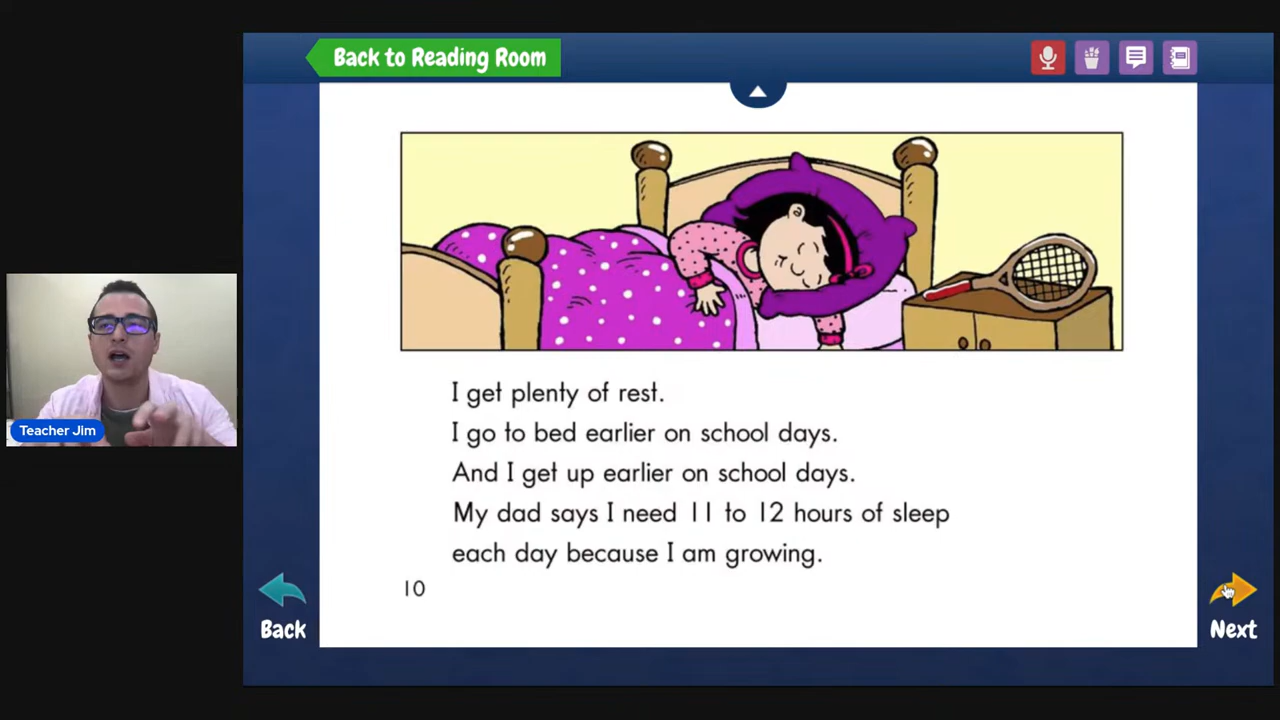 Back to Reading Room
I get plenty of rest.
I go to bed earlier on school days.
And I get up earlier on school days.
My dad says I need 11 to 12 hours of sleep
each day because I am growing.
10
Back
Next
Teacher Jim